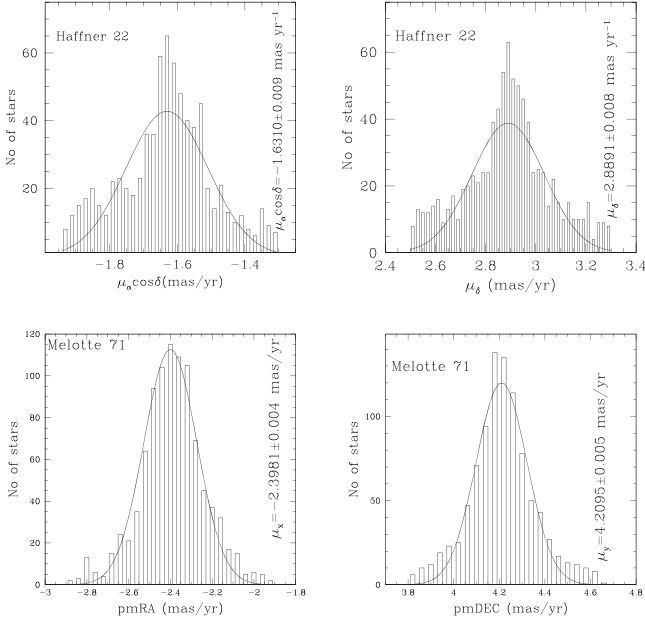 Haffner 22
No of stars
60
40
20
−1.8
−1.6
−1.4
μαcosδ(mas/yr)
μαcosδ=−1.6310±0.009 mas yr⁻¹
Haffner 22
No of stars
60
40
20
0
2.4
2.6
2.8
3
3.2
3.4
μδ (mas/yr)
μδ=2.8891±0.008 mas yr⁻¹
Melotte 71
No of stars
120
100
80
60
40
20
0
−3
−2.8
−2.6
−2.4
−2.2
−2
−1.8
pmRA (mas/yr)
μx=−2.3981±0.004 mas/yr
Melotte 71
No of stars
100
50
0
3.8
4
4.2
4.4
4.6
4.8
pmDEC (mas/yr)
μy=4.2095±0.005 mas/yr